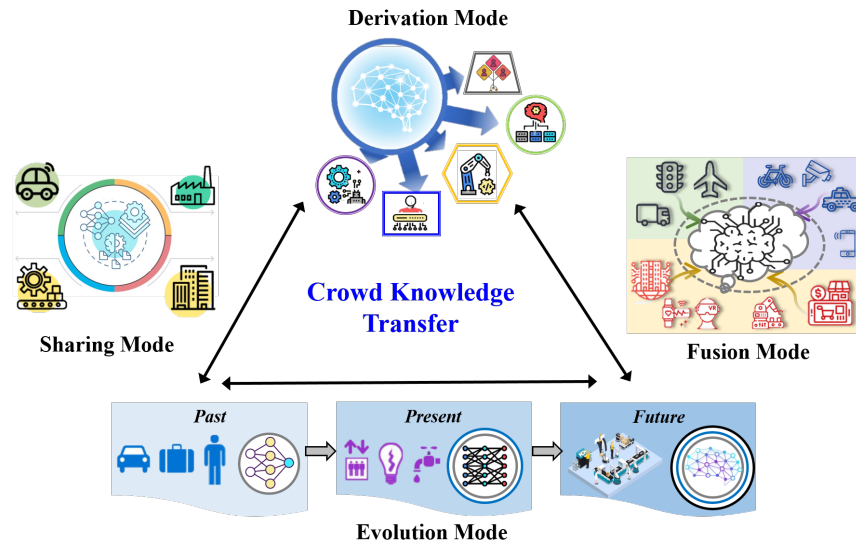 Derivation Mode
Crowd Knowledge
Transfer
Sharing Mode
Fusion Mode
Past
Present
Future
Evolution Mode